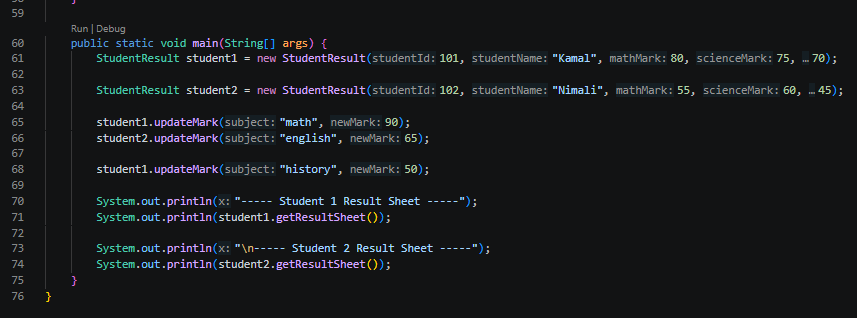 59
Run | Debug
60 public static void main(String[] args) {
61 StudentResult student1 = new StudentResult(studentId: 101, studentName: "Kamal", mathMark: 80, scienceMark: 75, … 70);
62
63 StudentResult student2 = new StudentResult(studentId: 102, studentName: "Nimali", mathMark: 55, scienceMark: 60, … 45);
64
65 student1.updateMark(subject: "math", newMark: 90);
66 student2.updateMark(subject: "english", newMark: 65);
67
68 student1.updateMark(subject: "history", newMark: 50);
69
70 System.out.println(x: "----- Student 1 Result Sheet -----");
71 System.out.println(student1.getResultSheet());
72
73 System.out.println(x: "\n----- Student 2 Result Sheet -----");
74 System.out.println(student2.getResultSheet());
75 }
76 }